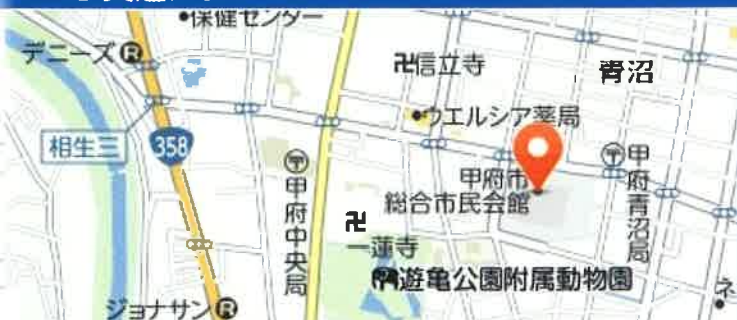 ●保健センター
デニーズ
卍信立寺
青沼
●ウエルシア薬局
相生三
358
〒甲府中央局
甲府市
総合市民会館
〒甲府青沼局
卍
一蓮寺
遊亀公園附属動物園
ジョナサン
ネ